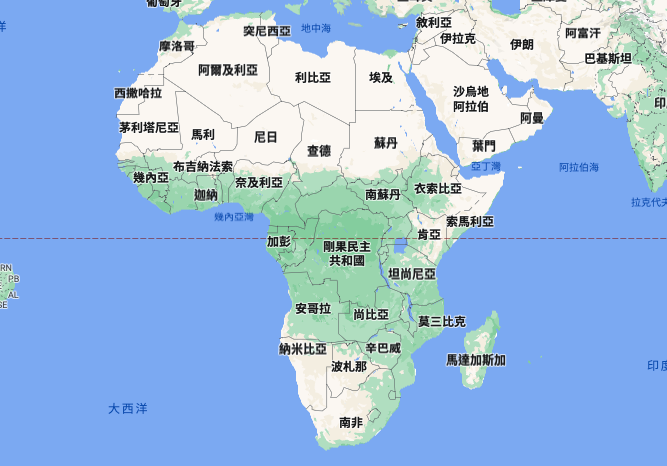 葡萄牙
洋
突尼西亞
地中海
敘利亞
伊拉克
伊朗
阿富汗
巴基斯坦
摩洛哥
阿爾及利亞
利比亞
埃及
沙烏地
阿拉伯
西撒哈拉
茅利塔尼亞
馬利
尼日
查德
蘇丹
阿曼
葉門
亞丁灣
阿拉伯海
布吉納法索
幾內亞
迦納
奈及利亞
南蘇丹
衣索比亞
幾內亞灣
索馬利亞
加彭
剛果民主
共和國
肯亞
坦尚尼亞
RN
PB
AL
SE
安哥拉
尚比亞
莫三比克
納米比亞
辛巴威
波札那
馬達加斯加
大西洋
南非